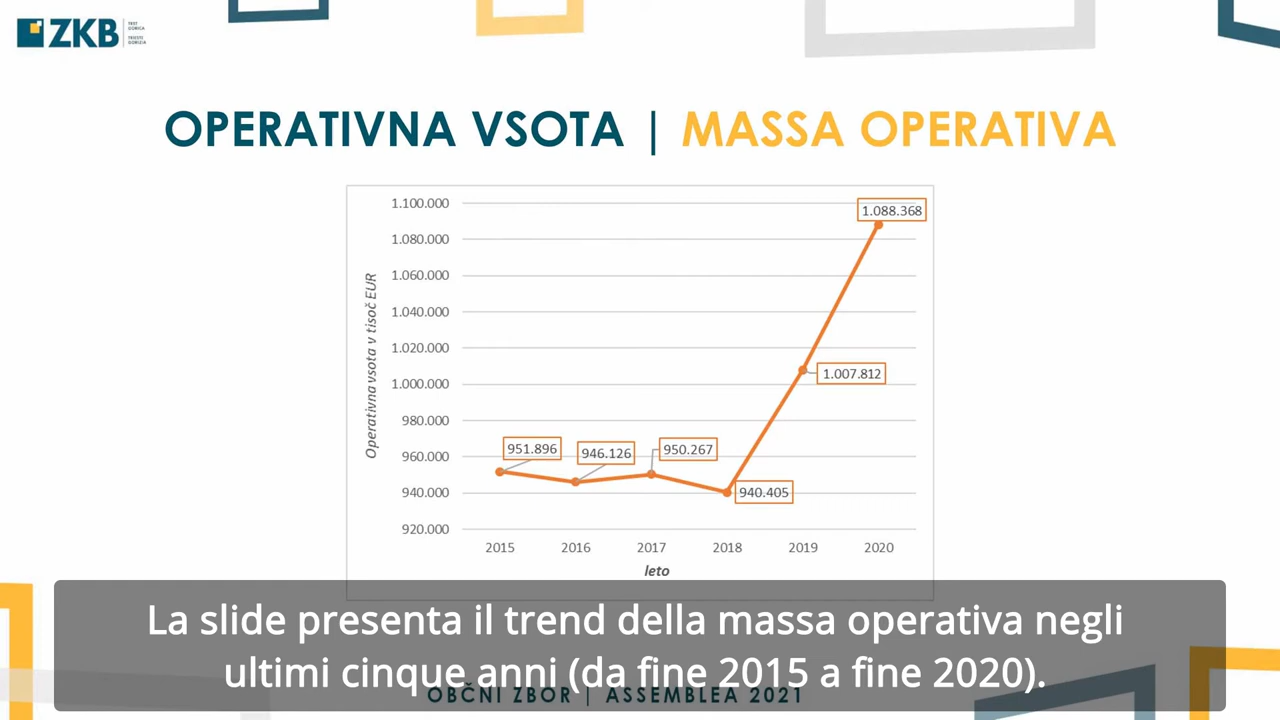 ZKB
TRST
GORICA
TRIESTE
GORIZIA
OPERATIVNA VSOTA | MASSA OPERATIVA
Operativna vsota v tisoč EUR
1.100.000
1.080.000
1.060.000
1.040.000
1.020.000
1.000.000
980.000
960.000
940.000
920.000
951.896
946.126
950.267
940.405
1.007.812
1.088.368
2015 2016 2017 2018 2019 2020
leto
La slide presenta il trend della massa operativa negli
ultimi cinque anni (da fine 2015 a fine 2020).
OBČNI ZBOR | ASSEMBLEA 2021